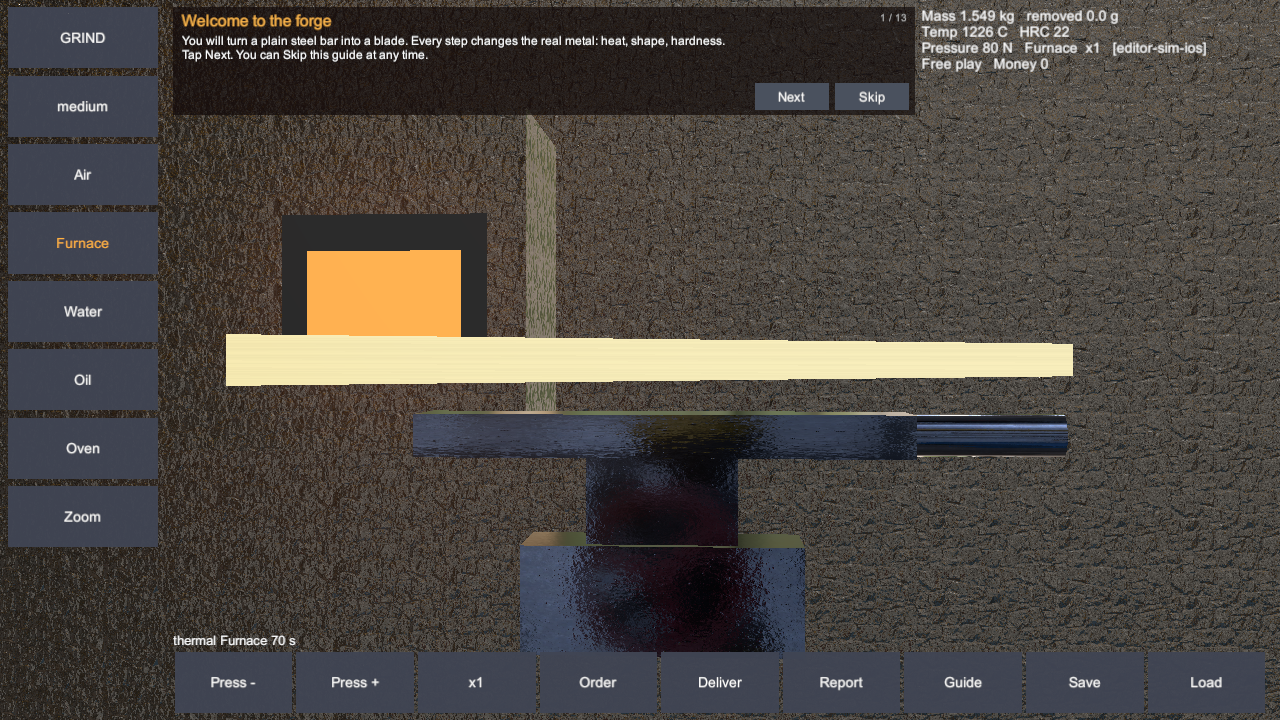 GRIND
medium
Air
Furnace
Water
Oil
Oven
Zoom
Welcome to the forge
1 / 13
You will turn a plain steel bar into a blade. Every step changes the real metal: heat, shape, hardness.
Tap Next. You can Skip this guide at any time.
Next
Skip
Mass 1.549 kg removed 0.0 g
Temp 1226 C HRC 22
Pressure 80 N Furnace x1 [editor-sim-ios]
Free play Money 0
thermal Furnace 70 s
Press -
Press +
x1
Order
Deliver
Report
Guide
Save
Load